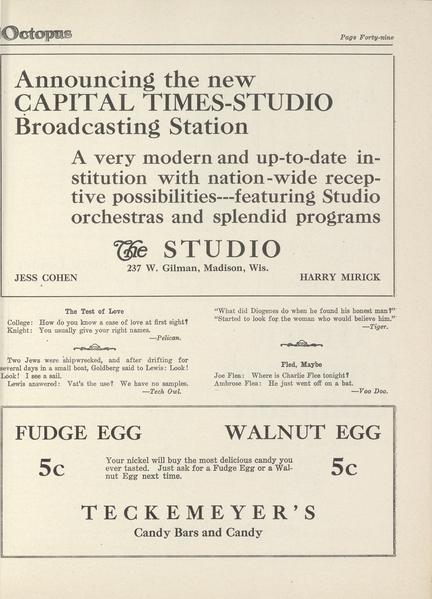 Octopus
Page Forty-nine
Announcing the new
CAPITAL TIMES-STUDIO
Broadcasting Station
A very modern and up-to-date in-
stitution with nation-wide recep-
tive possibilities---featuring Studio
orchestras and splendid programs
The STUDIO
237 W. Gilman, Madison, Wis.
JESS COHEN
HARRY MIRICK
The Test of Love
College: How do you know a case of love at first sight?
Knight: You usually give your right names.
—Pelican.
Two Jews were shipwrecked, and after drifting for
several days in a small boat, Goldberg said to Lewis: Look!
Look! I see a sail.
Lewis answered: Vat's the use? We have no samples.
—Tech Owl.
"What did Diogenes do when he found his honest man?"
"Started to look for the woman who would believe him."
—Tiger.
Fled, Maybe
Joe Flea: Where is Charlie Flea tonight?
Ambrose Flea: He just went off on a bat.
—Voo Doo.
FUDGE EGG
WALNUT EGG
5c
Your nickel will buy the most delicious candy you
ever tasted. Just ask for a Fudge Egg or a Wal-
nut Egg next time.
5c
TECKEMEYER'S
Candy Bars and Candy